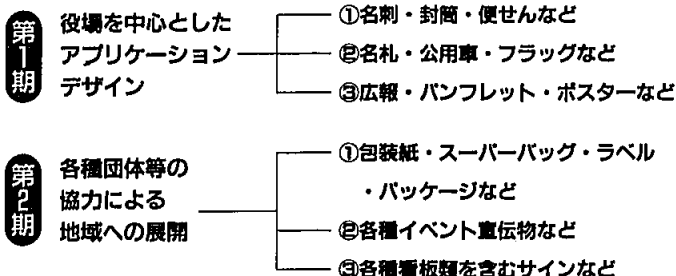 第1期
役場を中心とした
アプリケーション
デザイン
①名刺・封筒・便せんなど
②名札・公用車・フラッグなど
③広報・パンフレット・ポスターなど
第2期
各種団体等の
協力による
地域への展開
①包装紙・スーパーバッグ・ラベル
・パッケージなど
②各種イベント宣伝物など
③各種看板類を含むサインなど